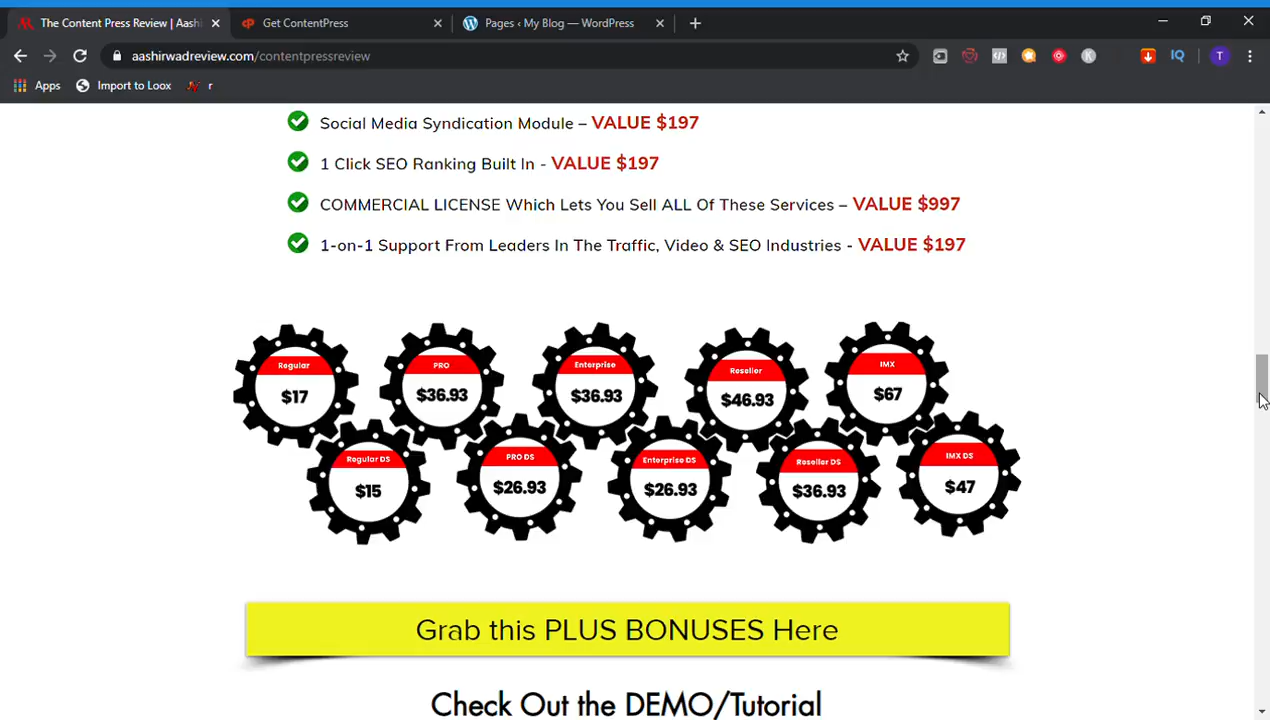 The Content Press Review | Aashi
Get ContentPress
Pages ‹ My Blog — WordPress
aashirwadreview.com/contentpressreview
IQ
T
Apps
Import to Loox
r
Social Media Syndication Module – VALUE $197
1 Click SEO Ranking Built In - VALUE $197
COMMERCIAL LICENSE Which Lets You Sell ALL Of These Services – VALUE $997
1-on-1 Support From Leaders In The Traffic, Video & SEO Industries - VALUE $197
Regular
$17
PRO
$36.93
Enterprise
$36.93
Reseller
$46.93
IMX
$67
Regular DS
$15
PRO DS
$26.93
Enterprise DS
$26.93
Reseller DS
$36.93
IMX DS
$47
Grab this PLUS BONUSES Here
Check Out the DEMO/Tutorial